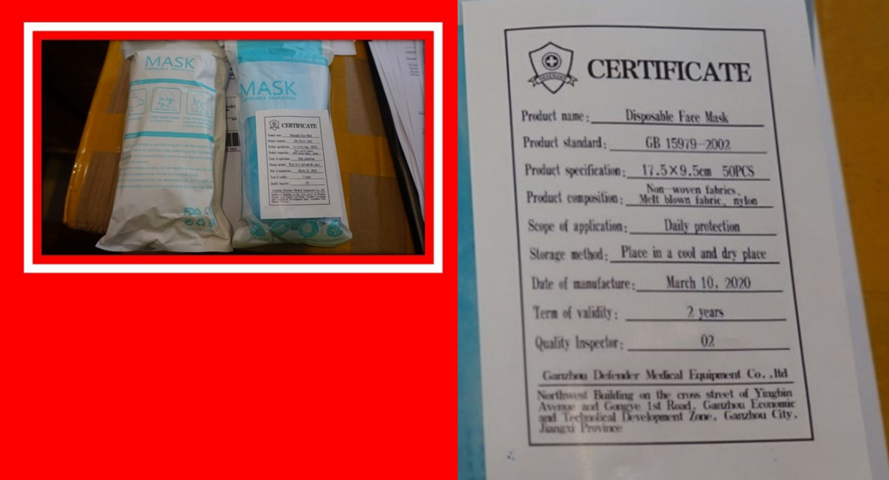 MASK
MASK
CERTIFICATE
CERTIFICATE
Product name: Disposable Face Mask
Product standard: GB 15979-2002
Product specification: 17.5×9.5cm 50PCS
Product composition: Non-woven fabrics、
Melt blown fabric、nylon
Scope of application: Daily protection
Storage method: Place in a cool and dry place
Date of manufacture: March 10, 2020
Term of validity: 2 years
Quality Inspector: 02
Ganzhou Defender Medical Equipment Co.,ltd
Northwest Building on the cross street of Yingbin
Avenue and Gongye 1st Road, Ganzhou Economic
and Technolical Development Zone, Ganzhou City,
Jiangxi Province